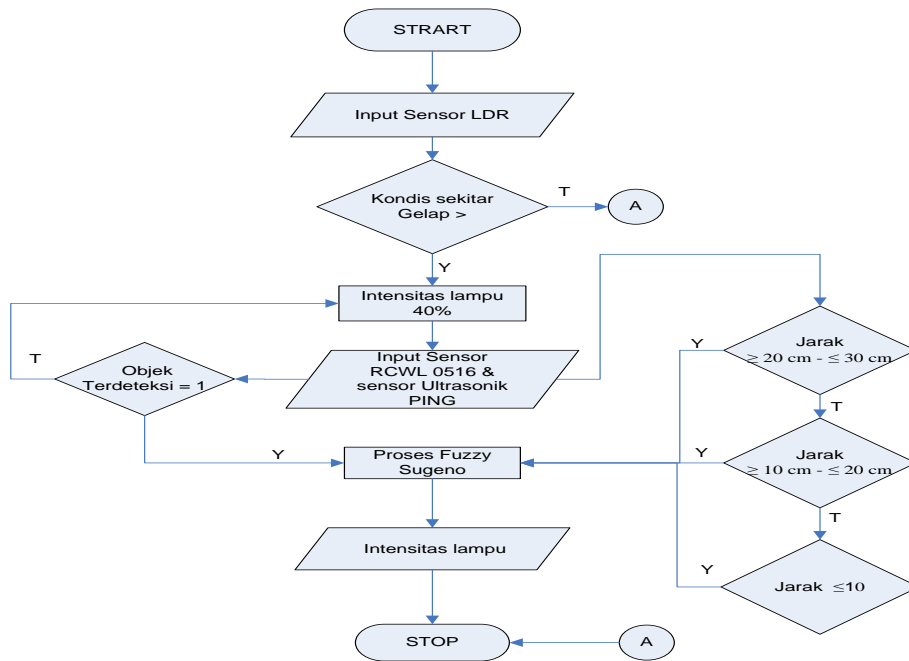 STRART
Input Sensor LDR
Kondis sekitar
Gelap >
T
A
Y
Intensitas lampu
40%
Input Sensor
RCWL 0516 &
sensor Ultrasonik
PING
T
Objek
Terdeteksi = 1
Y
Jarak
≥ 20 cm - ≤ 30 cm
Y
T
Jarak
≥ 10 cm - ≤ 20 cm
Y
T
Jarak ≤10
Y
Proses Fuzzy
Sugeno
Intensitas lampu
STOP
A